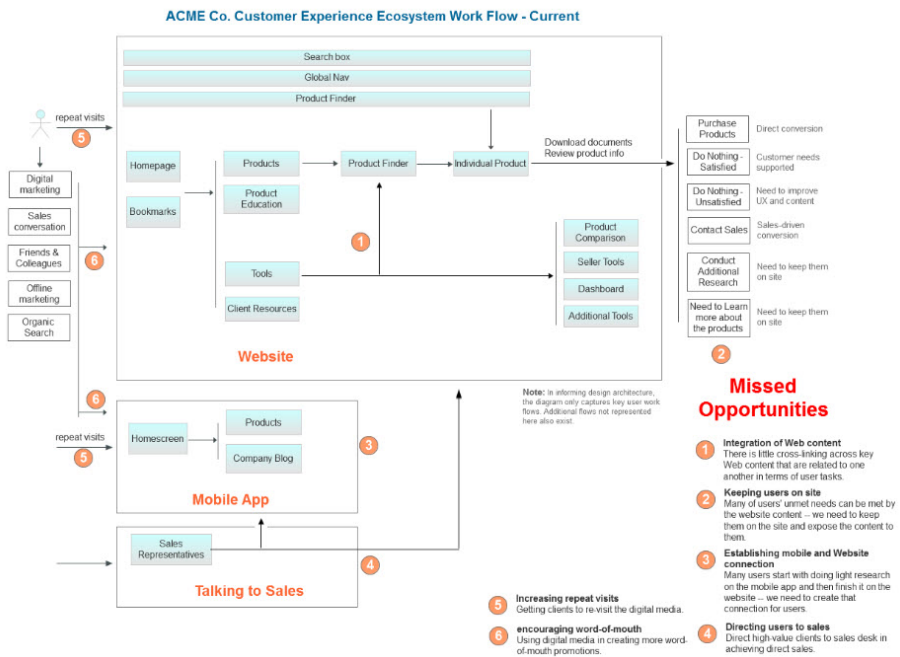 ACME Co. Customer Experience Ecosystem Work Flow - Current
Search box
Global Nav
Product Finder
repeat visits
5
Digital
marketing
Sales
conversation
Friends &
Colleagues
Offline
marketing
Organic
Search
6
Homepage
Bookmarks
Products
Product
Education
Tools
Client Resources
Product Finder
Individual Product
1
Product
Comparison
Seller Tools
Dashboard
Additional Tools
Website
Download documents
Review product info
Purchase
Products
Direct conversion
Do Nothing -
Satisfied
Customer needs
supported
Do Nothing -
Unsatisfied
Need to improve
UX and content
Contact Sales
Sales-driven
conversion
Conduct
Additional
Research
Need to keep them
on site
Need to Learn
more about
the products
Need to keep them
on site
2
Note: In informing design architecture,
the diagram only captures key user work
flows. Additional flows not represented
here also exist.
6
repeat visits
5
Homescreen
Products
Company Blog
3
Mobile App
Sales
Representatives
4
Talking to Sales
Missed
Opportunities
1
Integration of Web content
There is little cross-linking across key
Web content that are related to one
another in terms of user tasks.
2
Keeping users on site
Many of users' unmet needs can be met by
the website content -- we need to keep
them on the site and expose the content to
them.
3
Establishing mobile and Website
connection
Many users start with doing light research
on the mobile app and then finish it on the
website -- we need to create that
connection for users.
4
Directing users to sales
Direct high-value clients to sales desk in
achieving direct sales.
5
Increasing repeat visits
Getting clients to re-visit the digital media.
6
encouraging word-of-mouth
Using digital media in creating more word-
of-mouth promotions.